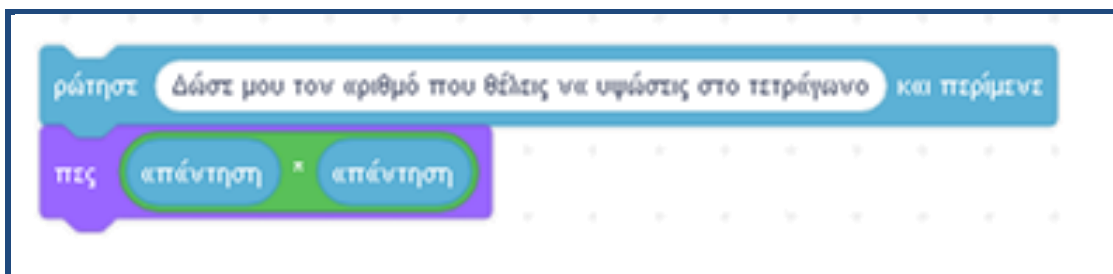 ρώτησε Δώσε μου τον αριθμό που θέλεις να υψώσεις στο τετράγωνο και περίμενε
πες απάντηση * απάντηση